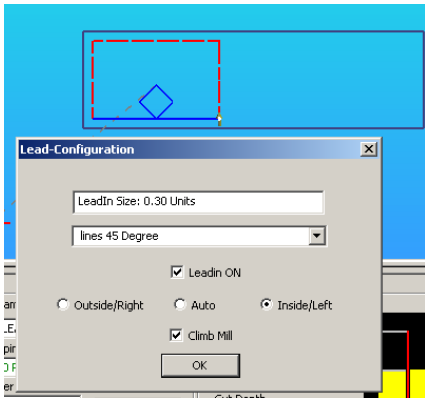 Lead-Configuration
LeadIn Size: 0.30 Units
lines 45 Degree
Leadin ON
Outside/Right Auto Inside/Left
Climb Mill
OK
Cut Depth